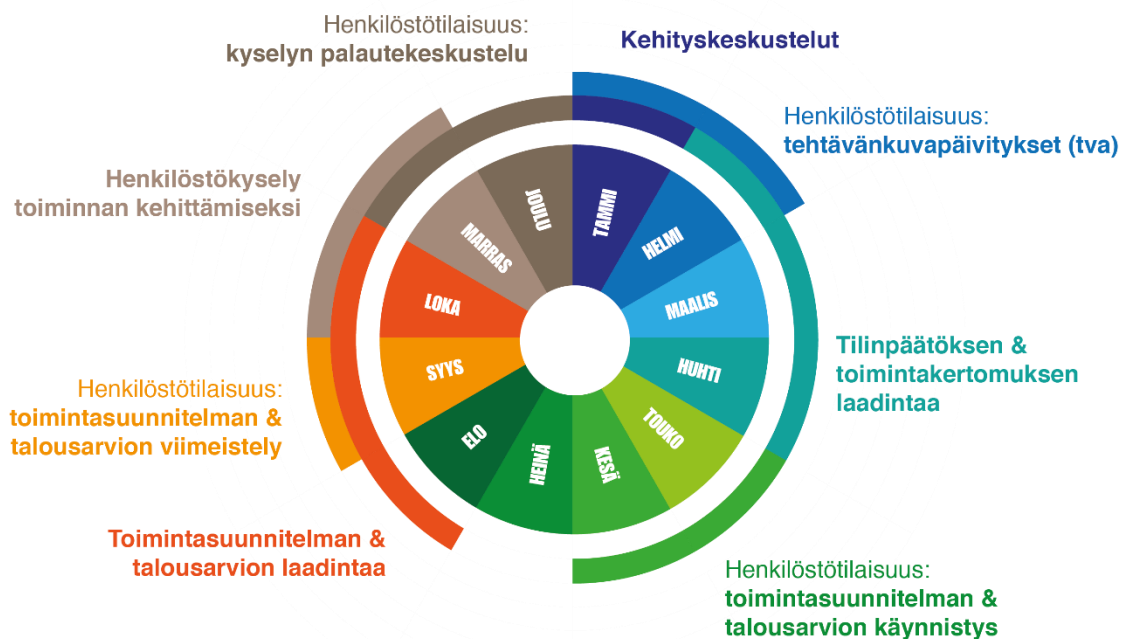 Henkilöstötilaisuus:
kyselyn palautekeskustelu
Kehityskeskustelut
Henkilöstötilaisuus:
tehtävänkuvapäivitykset (tva)
Henkilöstökysely
toiminnan kehittämiseksi
Tilinpäätöksen &
toimintakertomuksen
laadintaa
Henkilöstötilaisuus:
toimintasuunnitelman &
talousarvion viimeistely
Toimintasuunnitelman &
talousarvion laadintaa
Henkilöstötilaisuus:
toimintasuunnitelman &
talousarvion käynnistys
TAMMI
HELMI
MAALIS
HUHTI
TOUKO
KESÄ
HEINÄ
ELO
SYYS
LOKA
MARRAS
JOULU